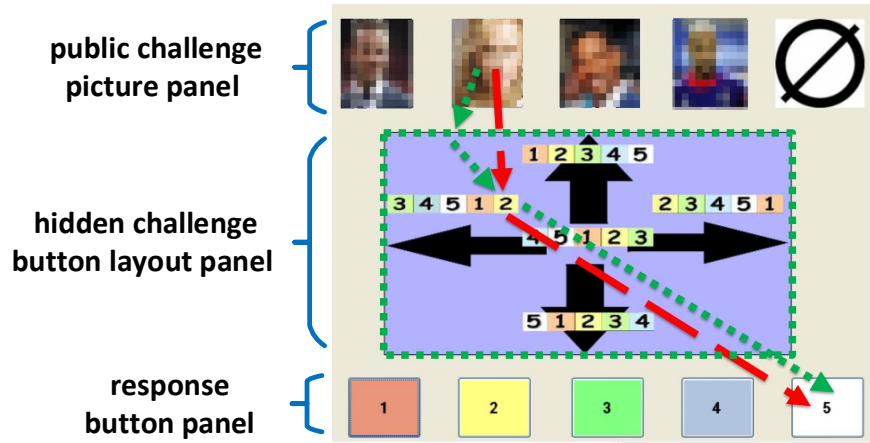 public challenge
picture panel
1 2 3 4 5
3 4 5 1 2
2 3 4 5 1
hidden challenge
button layout panel
4 5 1 2 3
5 1 2 3 4
response
button panel
1
2
3
4
5